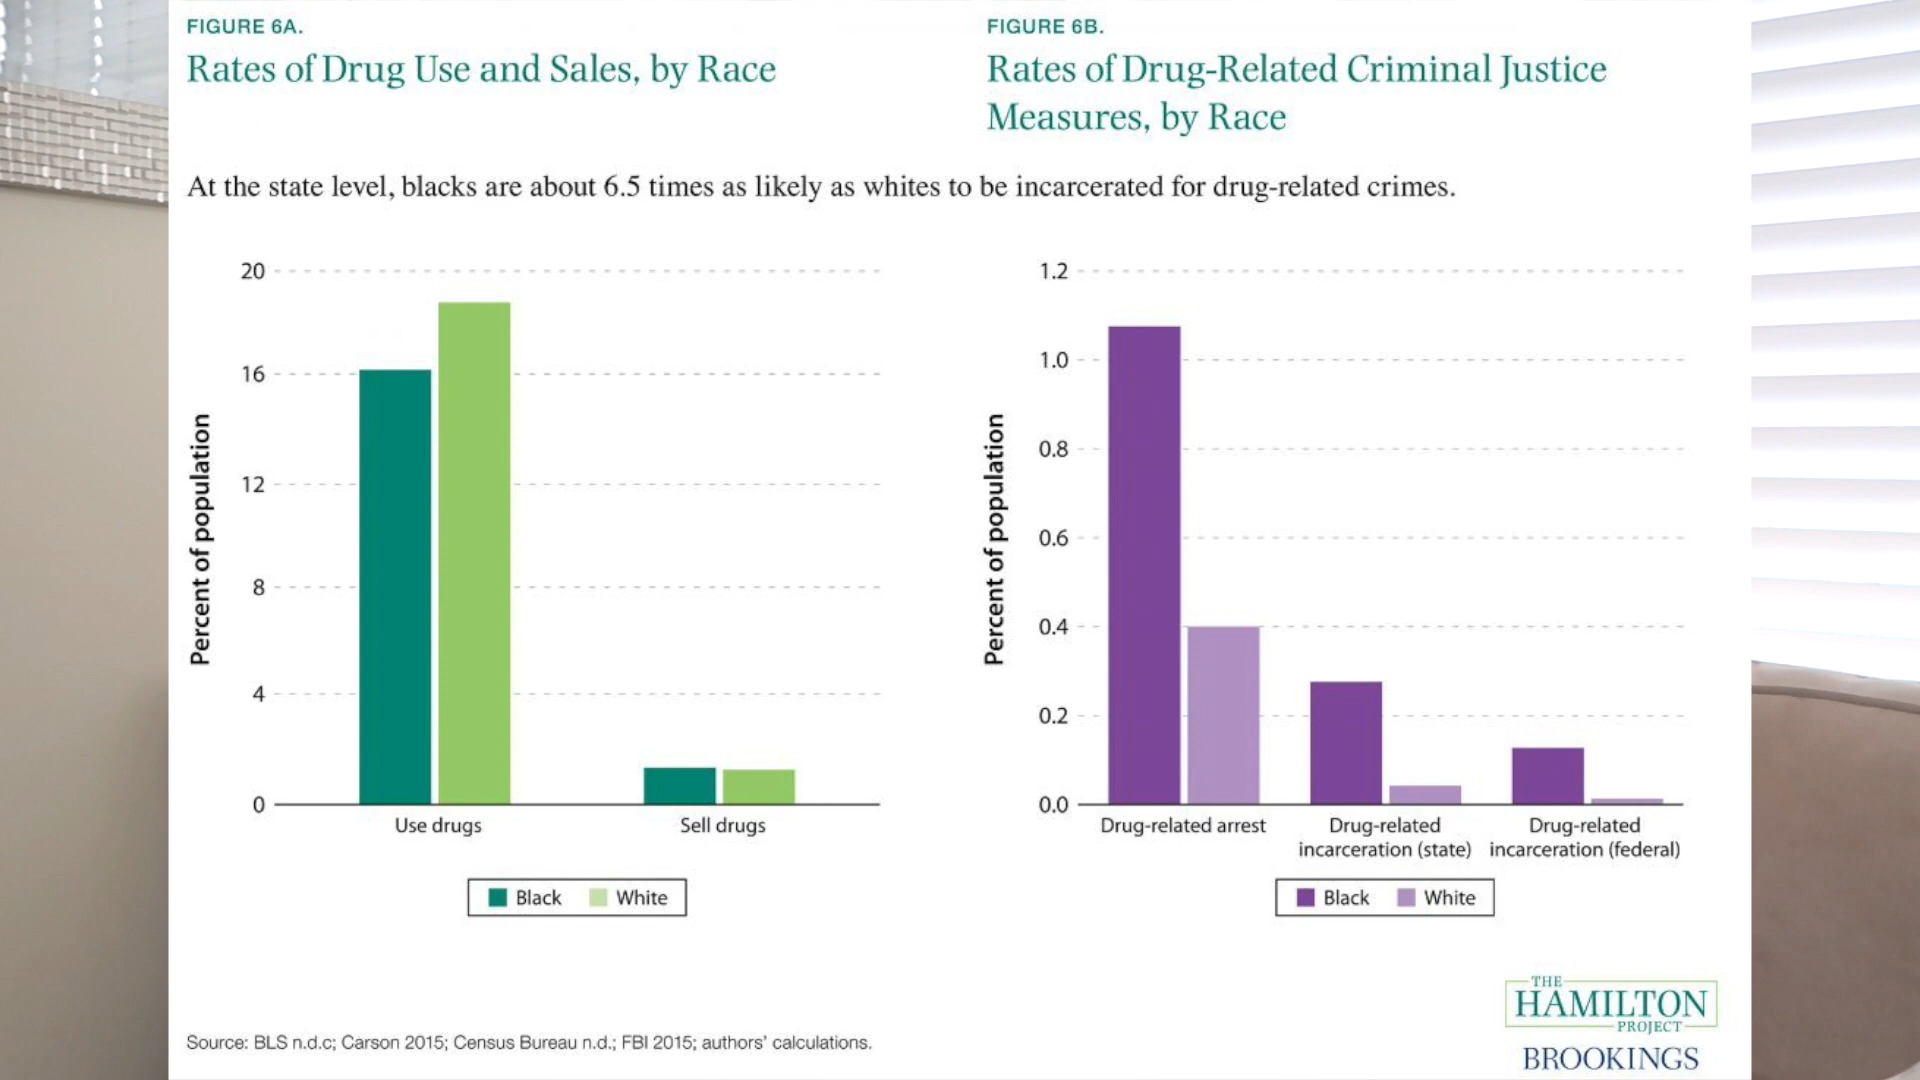 FIGURE 6A.
Rates of Drug Use and Sales, by Race
FIGURE 6B.
Rates of Drug-Related Criminal Justice
Measures, by Race
At the state level, blacks are about 6.5 times as likely as whites to be incarcerated for drug-related crimes.
Percent of population
20
16
12
8
4
0
Use drugs
Sell drugs
Black
White
Percent of population
1.2
1.0
0.8
0.6
0.4
0.2
0.0
Drug-related arrest
Drug-related
incarceration (state)
Drug-related
incarceration (federal)
Black
White
Source: BLS n.d.c; Carson 2015; Census Bureau n.d.; FBI 2015; authors' calculations.
THE
HAMILTON
PROJECT
BROOKINGS